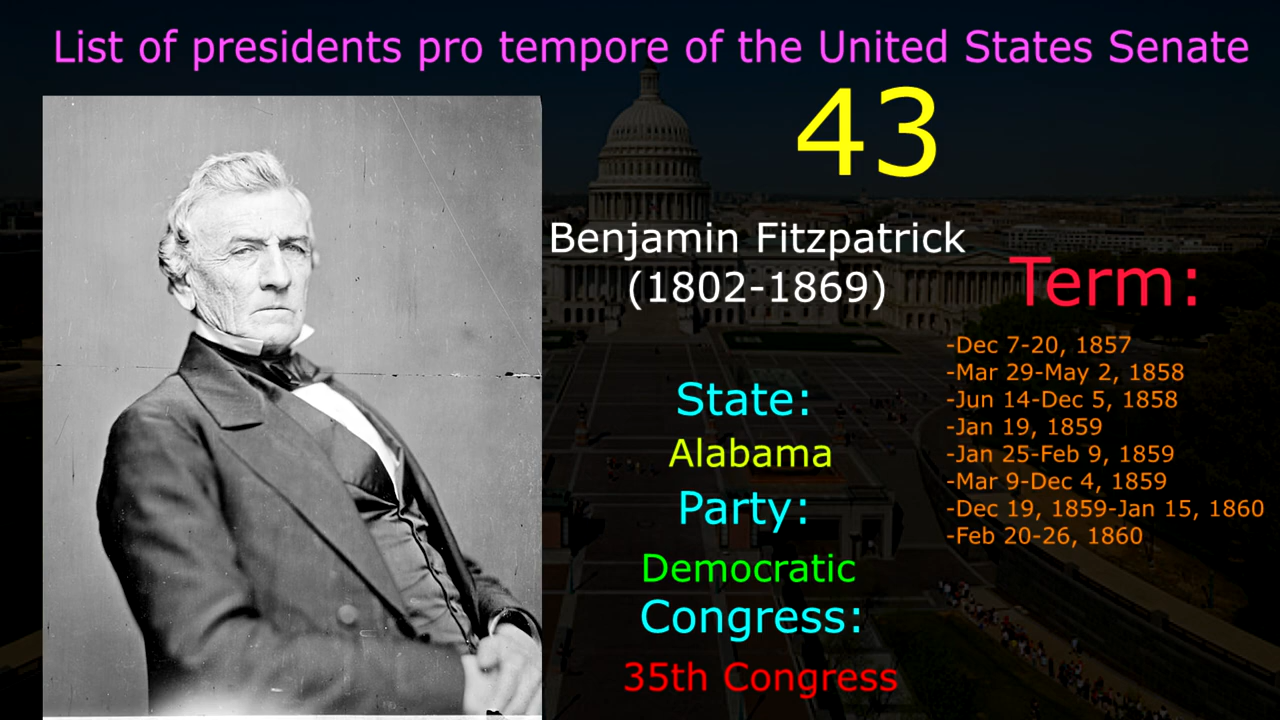 List of presidents pro tempore of the United States Senate
43
Benjamin Fitzpatrick
(1802-1869)
Term:
-Dec 7-20, 1857
-Mar 29-May 2, 1858
-Jun 14-Dec 5, 1858
-Jan 19, 1859
-Jan 25-Feb 9, 1859
-Mar 9-Dec 4, 1859
-Dec 19, 1859-Jan 15, 1860
-Feb 20-26, 1860
State:
Alabama
Party:
Democratic
Congress:
35th Congress